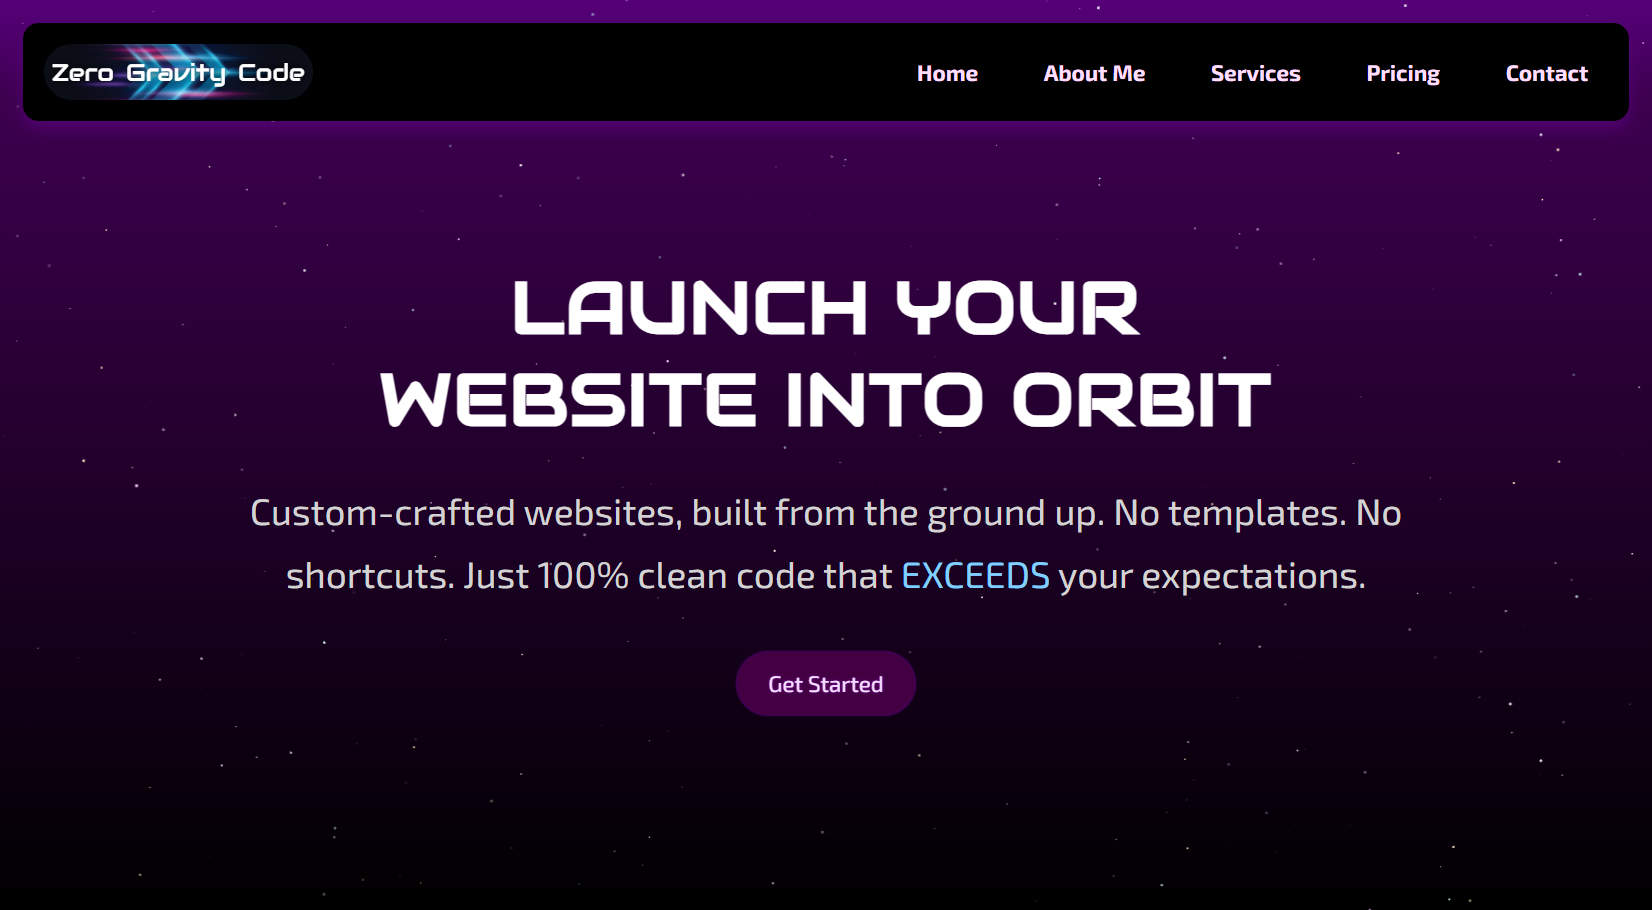 Zero Gravity Code
Home About Me Services Pricing Contact
LAUNCH YOUR
WEBSITE INTO ORBIT
Custom-crafted websites, built from the ground up. No templates. No
shortcuts. Just 100% clean code that EXCEEDS your expectations.
Get Started